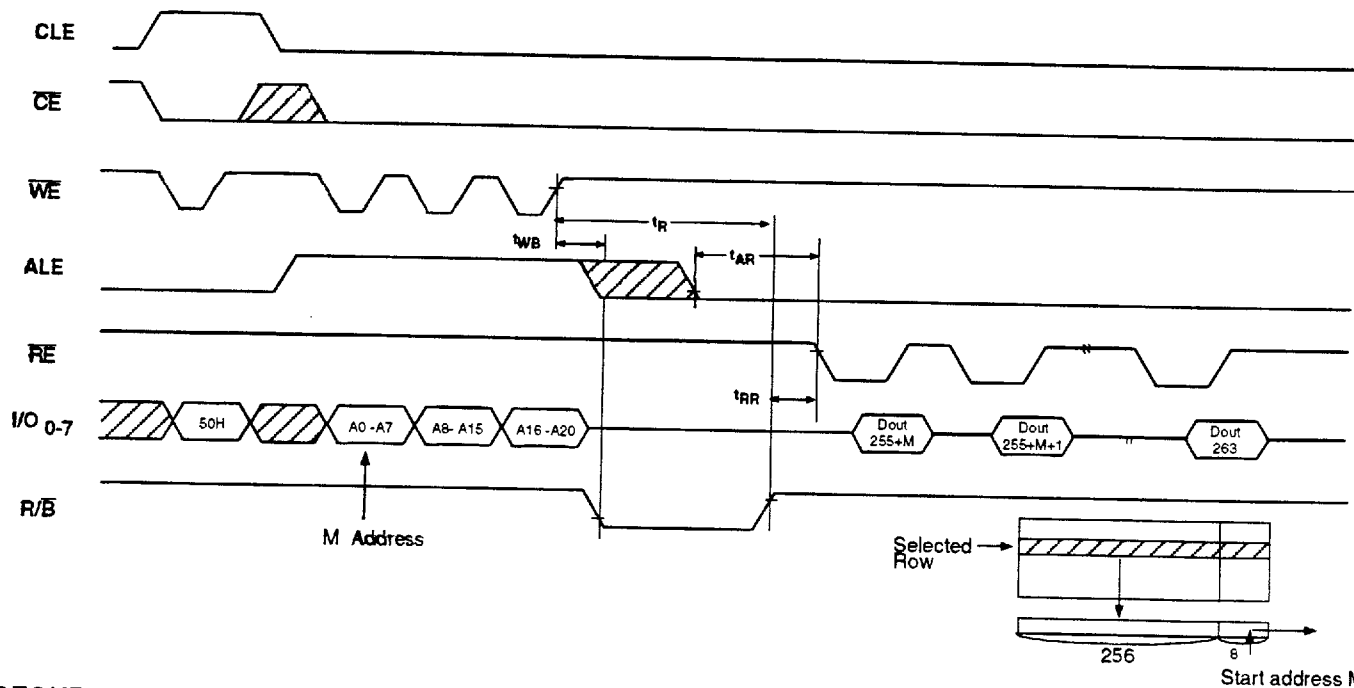 CLE
CE
WE
tR
tWB
ALE
tAR
RE
tRR
I/O 0-7
50H
A0 -A7
A8- A15
A16 -A20
Dout
255+M
Dout
255+M+1
Dout
263
R/B
M Address
Selected
Row
256
8
Start address M